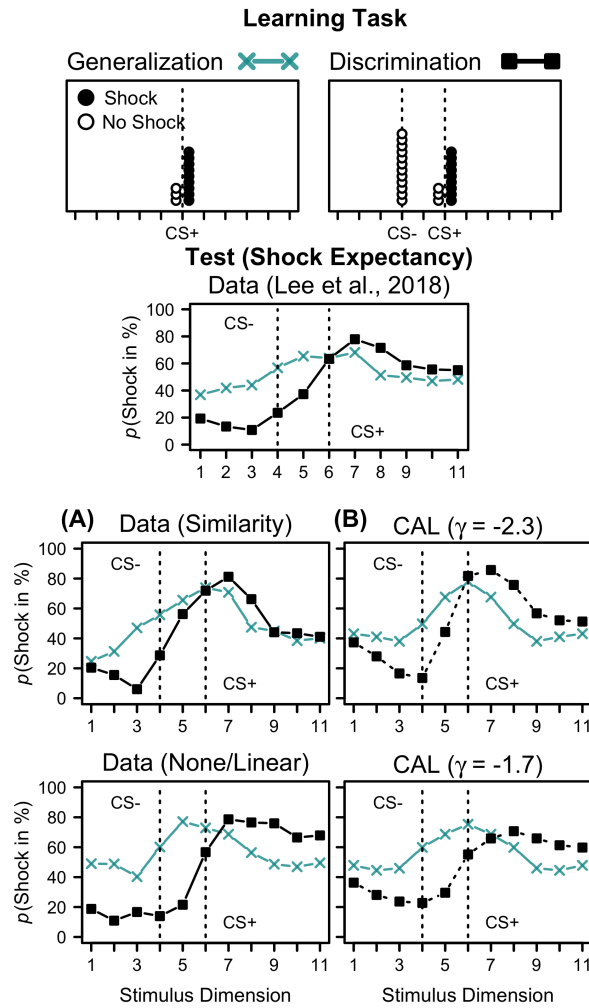 Learning Task
Generalization
Discrimination
Shock
No Shock
CS+
CS- CS+
Test (Shock Expectancy)
Data (Lee et al., 2018)
p(Shock in %)
100
80
60
40
20
0
CS-
CS+
1 2 3 4 5 6 7 8 9 11
(A)
Data (Similarity)
p(Shock in %)
100
80
60
40
20
0
CS-
CS+
1 3 5 7 9 11
(B)
CAL (γ = -2.3)
CS-
CS+
1 3 5 7 9 11
Data (None/Linear)
p(Shock in %)
100
80
60
40
20
0
CS-
CS+
1 3 5 7 9 11
Stimulus Dimension
CAL (γ = -1.7)
CS-
CS+
1 3 5 7 9 11
Stimulus Dimension